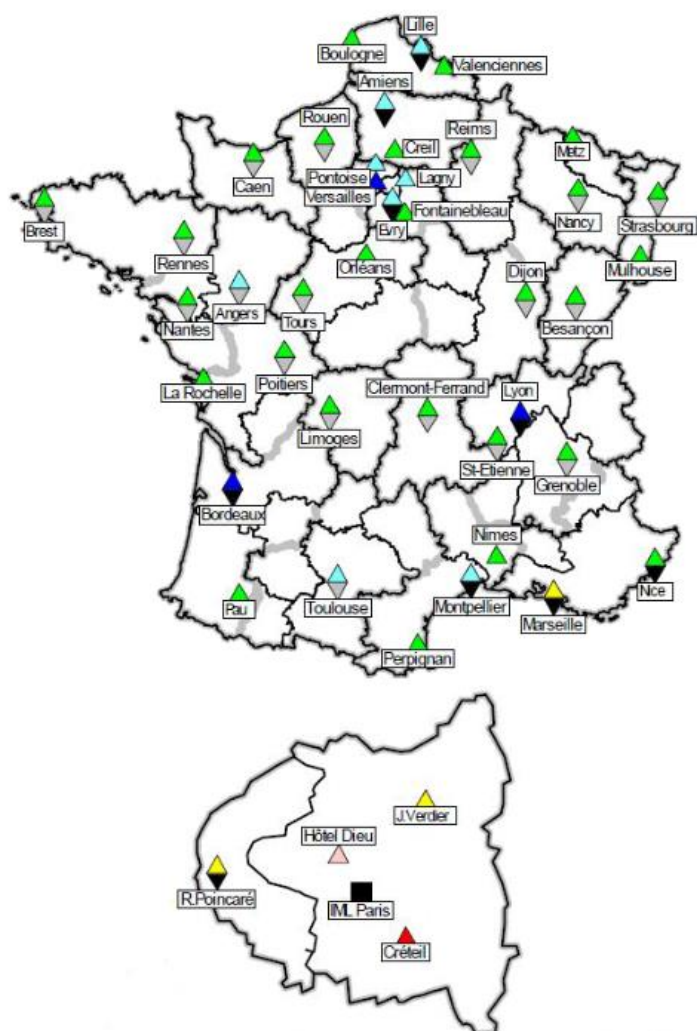 Lille
Boulogne
Valenciennes
Amiens
Rouen
Reims
Creil
Metz
Caen
Pontoise
Lagny
Versailles
Brest
Fontainebleau
Nancy
Strasbourg
Evry
Rennes
Orléans
Dijon
Mulhouse
Nantes
Angers
Tours
Besançon
La Rochelle
Poitiers
Clermont-Ferrand
Lyon
Limoges
St-Etienne
Grenoble
Bordeaux
Nimes
Pau
Toulouse
Montpellier
Marseille
Nice
Perpignan
J.Verdier
Hôtel Dieu
R.Poincaré
IML Paris
Créteil